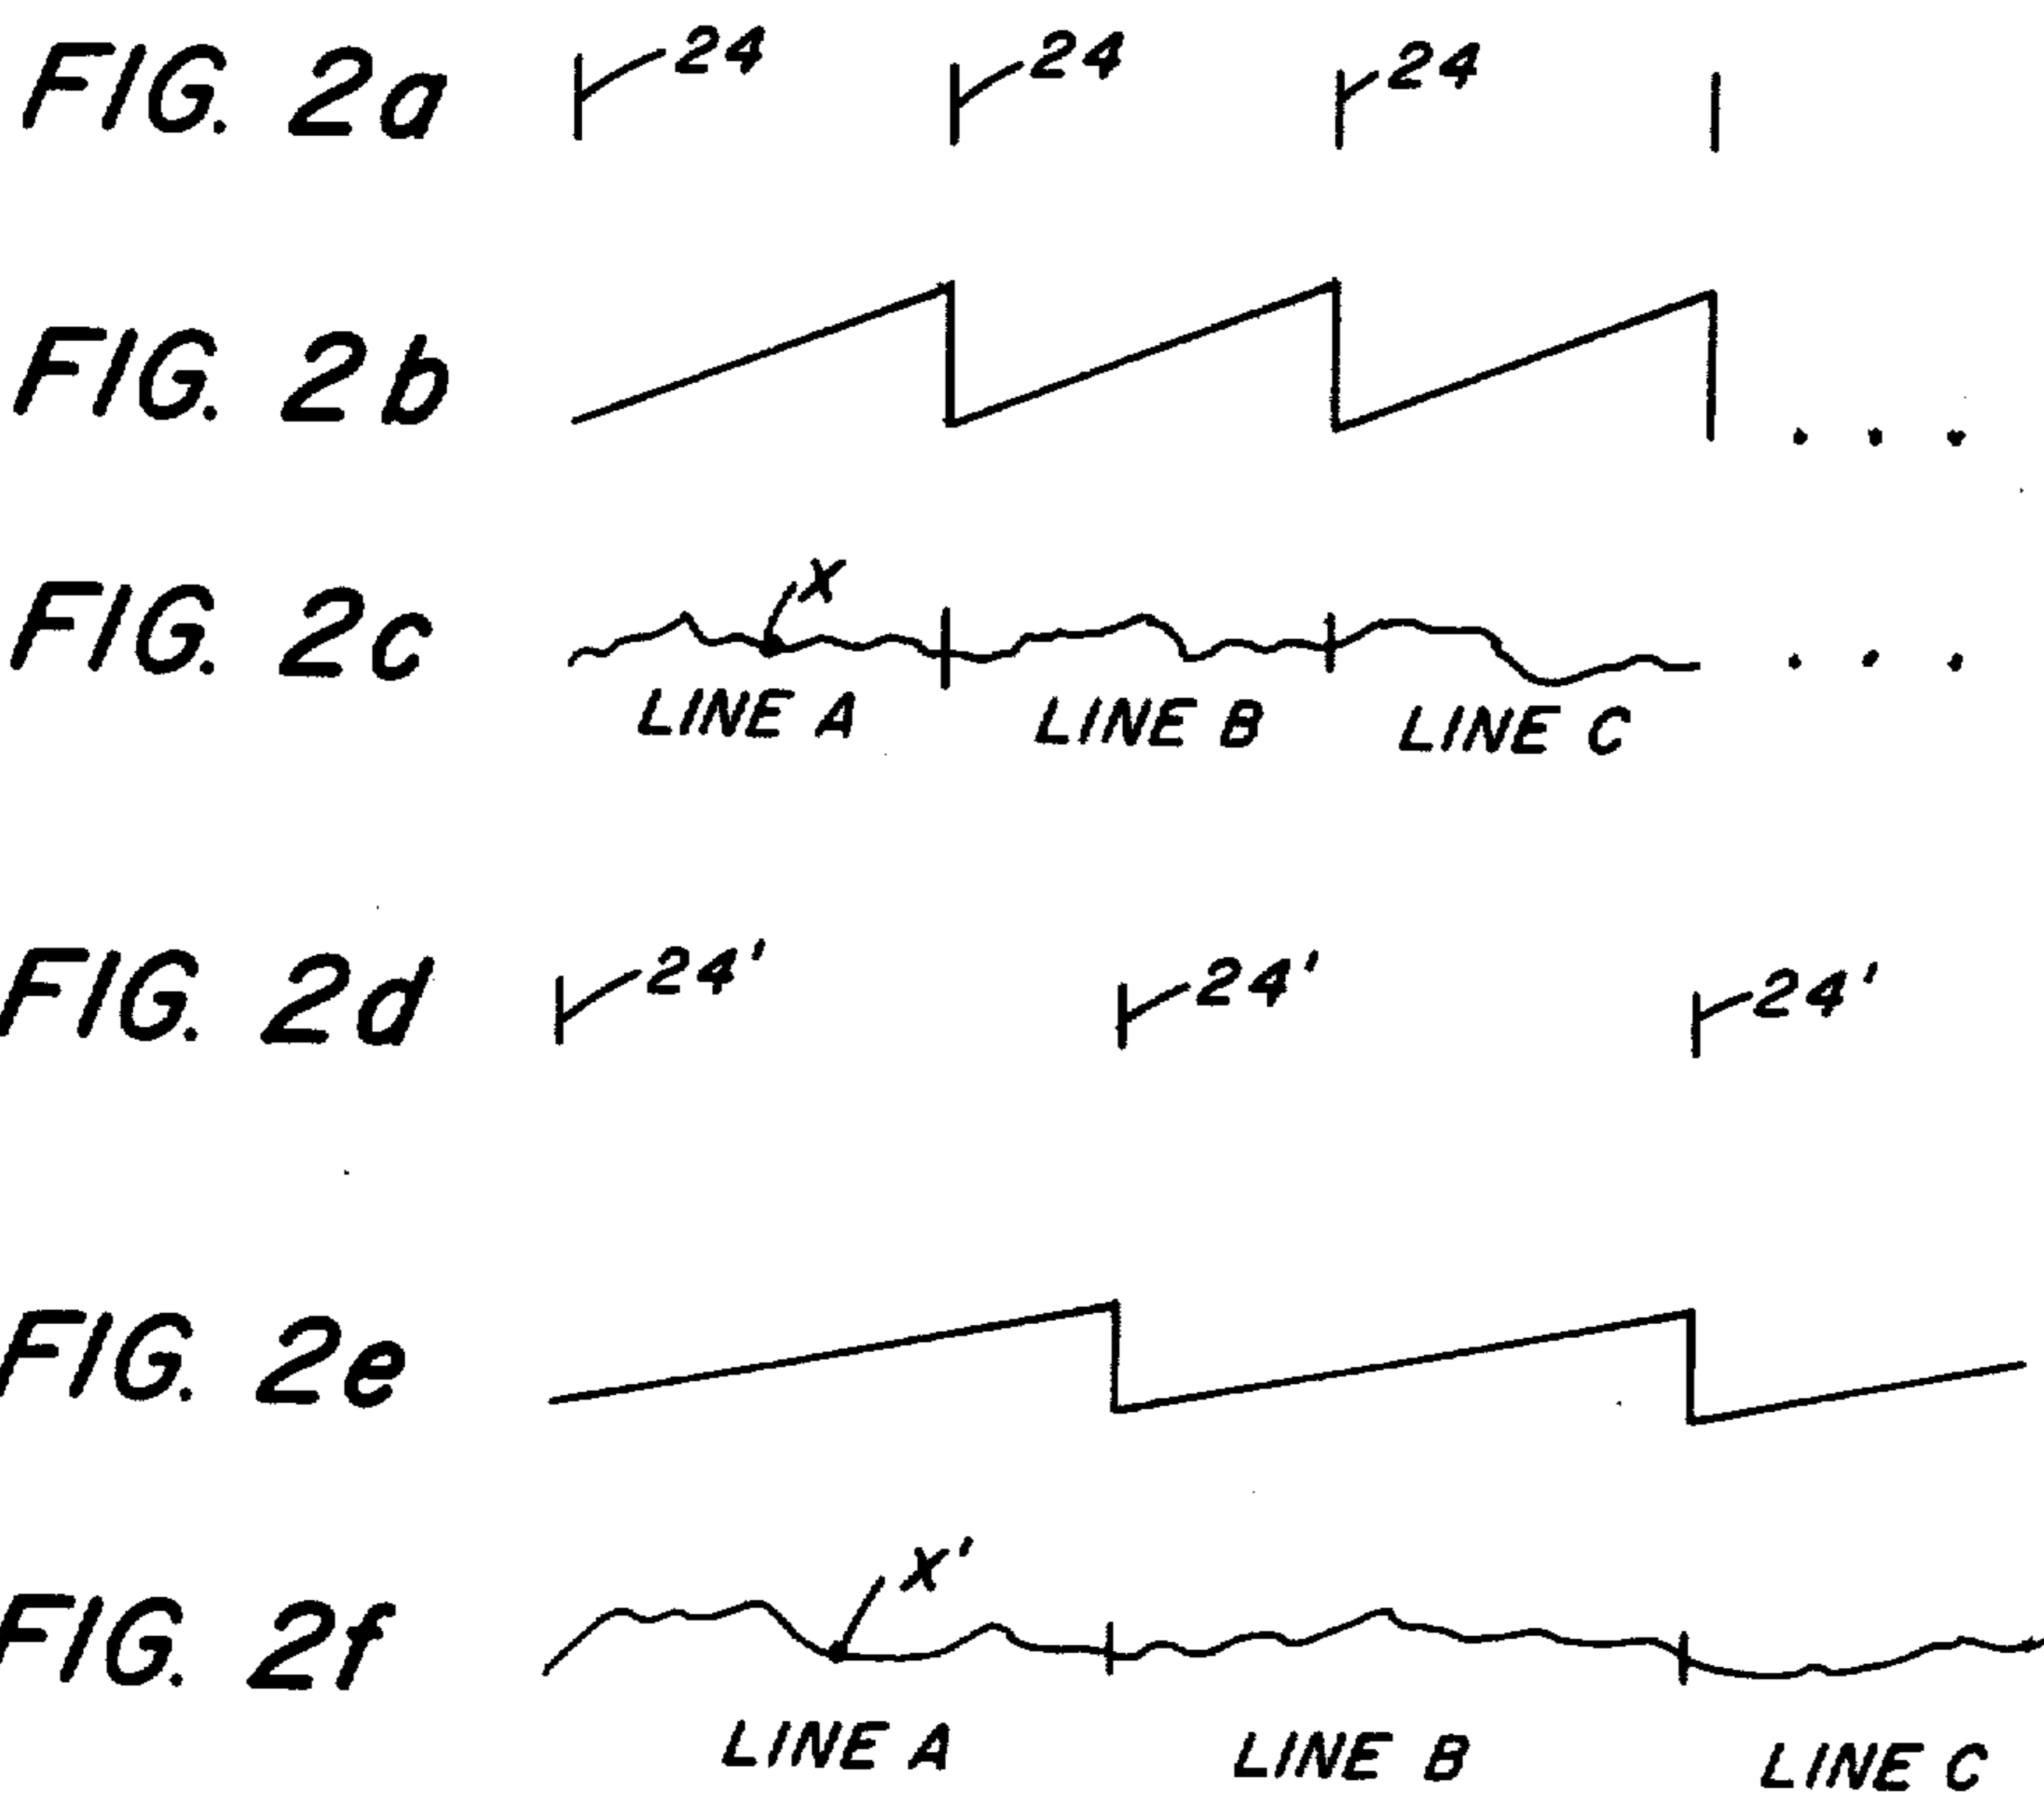 FIG. 2a 24 24 24
FIG. 2b
FIG. 2c X
LINE A LINE B LINE C
FIG. 2d 24' 24' 24'
FIG. 2e
FIG. 2f X'
LINE A LINE B LINE C